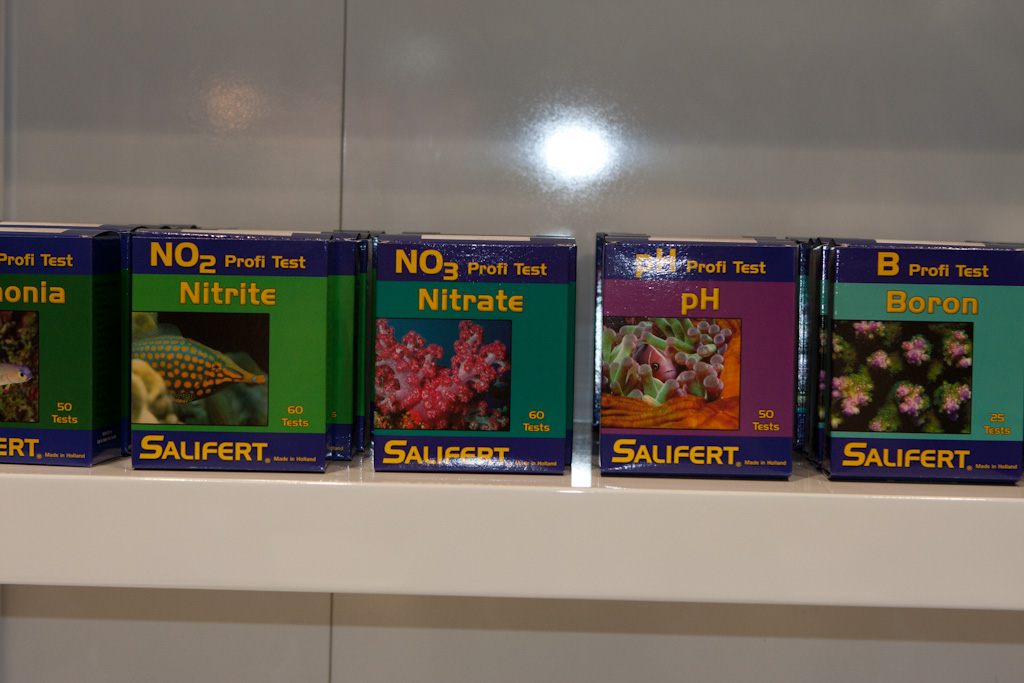 Profi Test
onia
50
Tests
ERT
Made in Holland
NO2 Profi Test
Nitrite
60
Tests
SALIFERT®
Made in Holland
NO3 Profi Test
Nitrate
60
Tests
SALIFERT
Made in Holland
pH Profi Test
pH
50
Tests
SALIFERT®
Made in Holland
B Profi Test
Boron
25
Tests
SALIFERT®
Made in Holland